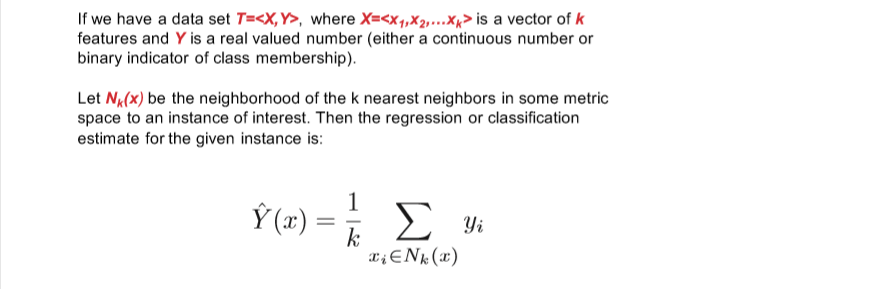 If we have a data set T=<X,Y>, where X=<x₁,,x₂,...xₖ> is a vector of k
features and Y is a real valued number (either a continuous number or
binary indicator of class membership).
Let Nₖ(x) be the neighborhood of the k nearest neighbors in some metric
space to an instance of interest. Then the regression or classification
estimate for the given instance is:
Ŷ(x) = 1/k ∑_{xᵢ∈Nₖ(x)} yᵢ